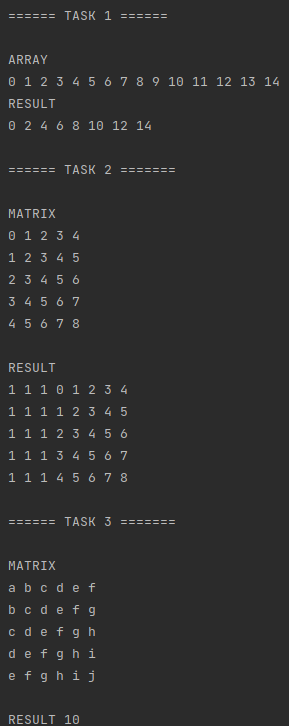 ====== TASK 1 ======
ARRAY
0 1 2 3 4 5 6 7 8 9 10 11 12 13 14
RESULT
0 2 4 6 8 10 12 14
====== TASK 2 =======
MATRIX
0 1 2 3 4
1 2 3 4 5
2 3 4 5 6
3 4 5 6 7
4 5 6 7 8
RESULT
1 1 1 0 1 2 3 4
1 1 1 1 2 3 4 5
1 1 1 2 3 4 5 6
1 1 1 3 4 5 6 7
1 1 1 4 5 6 7 8
====== TASK 3 =======
MATRIX
a b c d e f
b c d e f g
c d e f g h
d e f g h i
e f g h i j
RESULT 10